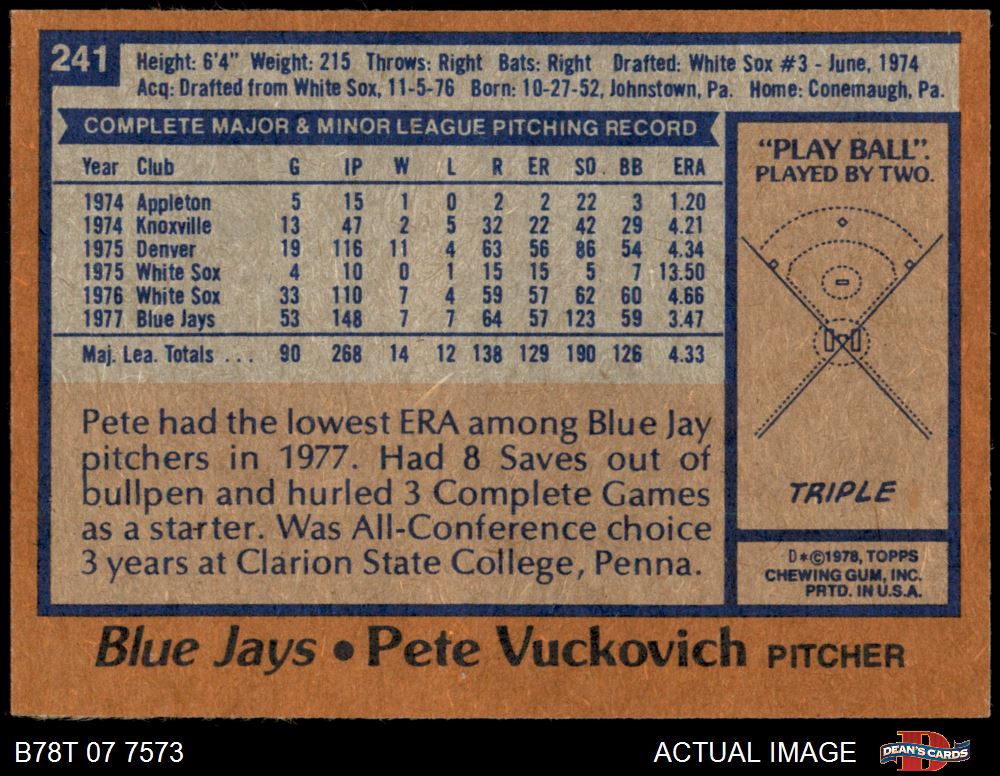 241
Height: 6'4" Weight: 215 Throws: Right Bats: Right Drafted: White Sox #3 - June, 1974
Acq: Drafted from White Sox, 11-5-76 Born: 10-27-52, Johnstown, Pa. Home: Conemaugh, Pa.
COMPLETE MAJOR & MINOR LEAGUE PITCHING RECORD
Year Club G IP W L R ER SO BB ERA
1974 Appleton 5 15 1 0 2 2 22 3 1.20
1974 Knoxville 13 47 2 5 32 22 42 29 4.21
1975 Denver 19 116 11 4 63 56 86 54 4.34
1975 White Sox 4 10 0 1 15 15 5 7 13.50
1976 White Sox 33 110 7 4 59 57 62 60 4.66
1977 Blue Jays 53 148 7 7 64 57 123 59 3.47
Maj. Lea. Totals ... 90 268 14 12 138 129 190 126 4.33
Pete had the lowest ERA among Blue Jay
pitchers in 1977. Had 8 Saves out of
bullpen and hurled 3 Complete Games
as a starter. Was All-Conference choice
3 years at Clarion State College, Penna.
"PLAY BALL".
PLAYED BY TWO.
TRIPLE
D*©1978, TOPPS
CHEWING GUM, INC.
PRTD. IN U.S.A.
Blue Jays • Pete Vuckovich PITCHER
B78T 07 7573
ACTUAL IMAGE
D
DEAN'S CARDS